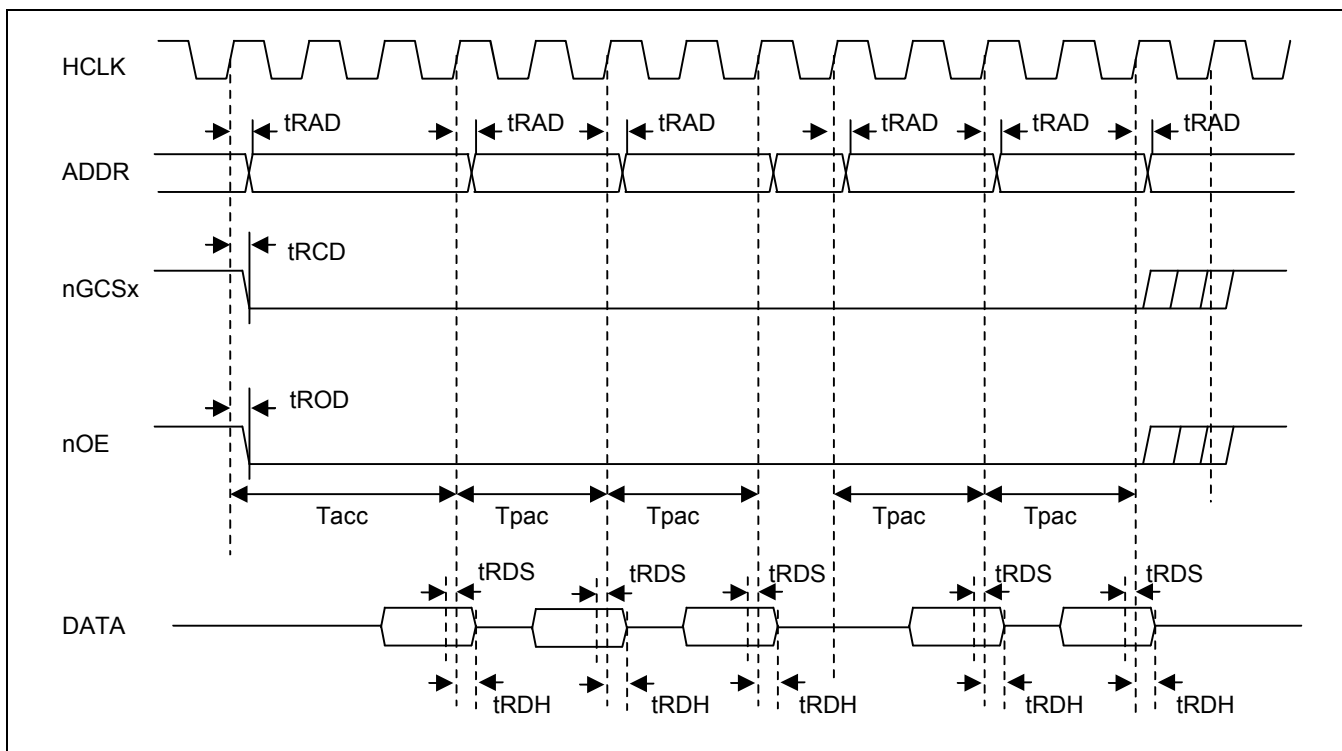 HCLK
tRAD tRAD tRAD tRAD tRAD tRAD
ADDR
tRCD
nGCSx
tROD
nOE
Tacc Tpac Tpac Tpac Tpac
tRDS tRDS tRDS tRDS tRDS
DATA
tRDH tRDH tRDH tRDH tRDH